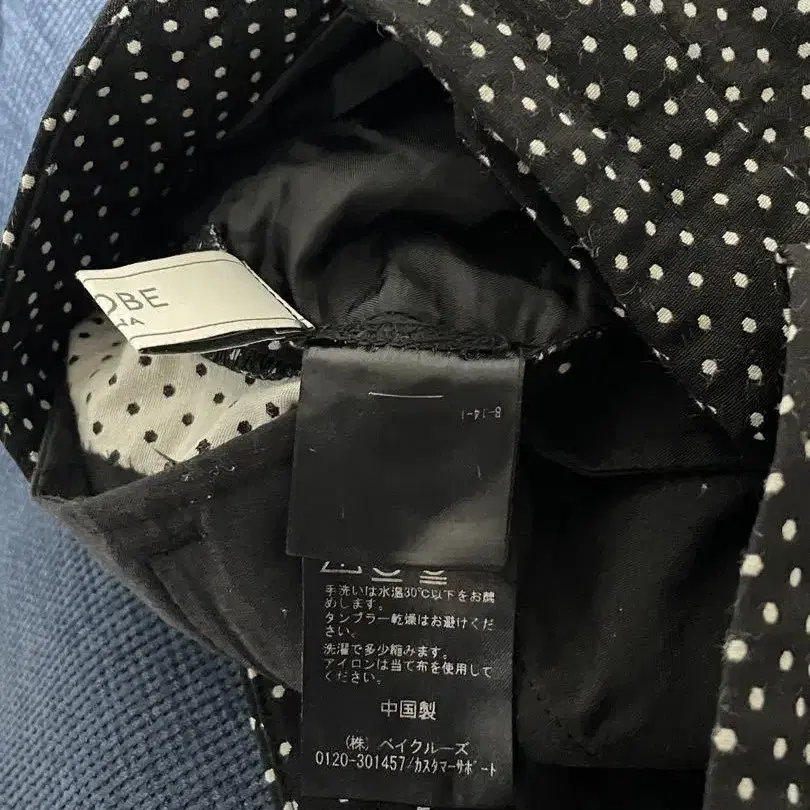 OBE
NA
B-14-1
手洗いは水温30℃以下をお薦
めします。
タンブラー乾燥はお避けくだ
さい。
洗濯で多少縮みます。
アイロンは当て布を使用して
ください。
中国製
(株) ベイクルーズ
0120-301457/カスタマーサポート